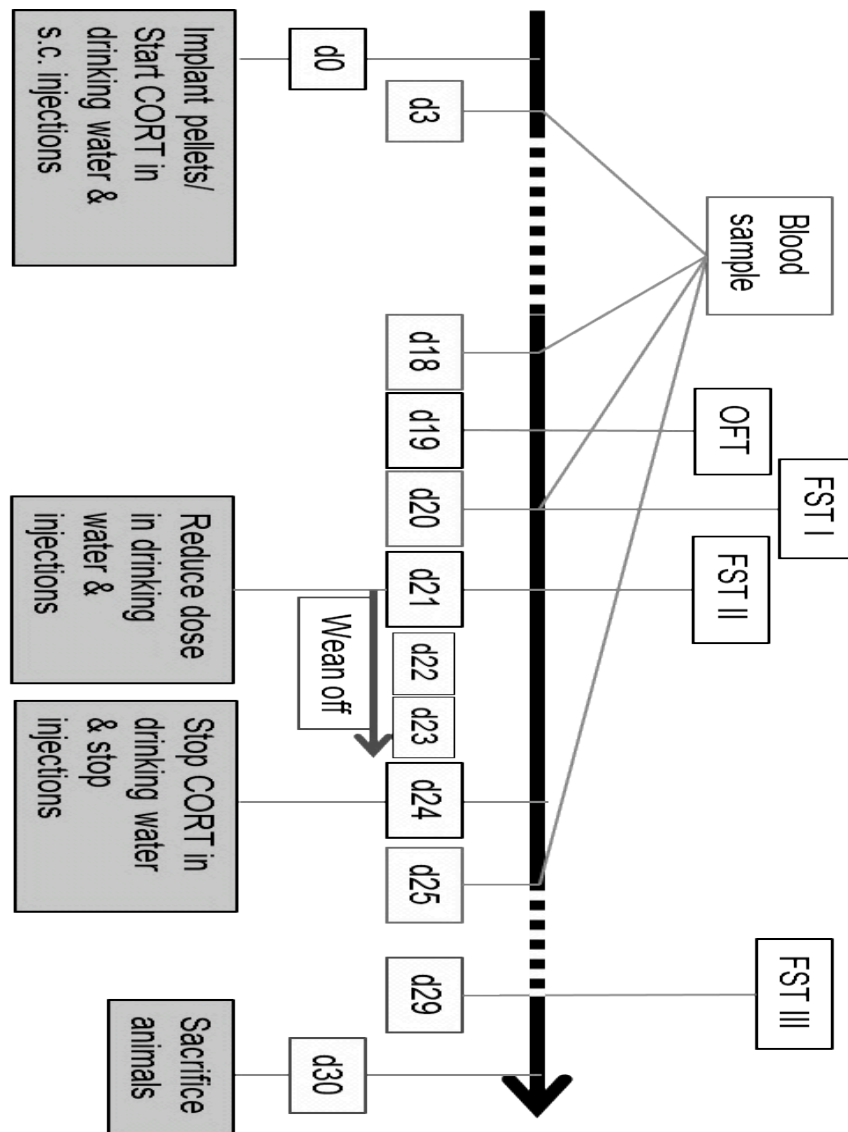 Blood
sample
OFT
FST I
FST II
FST III
d0
d3
d18
d19
d20
d21
d22
d23
d24
d25
d29
d30
Wean off
Implant pellets/
Start CORT in
drinking water &
s.c. injections
Reduce dose
in drinking
water &
injections
Stop CORT in
drinking water
& stop
injections
Sacrifice
animals